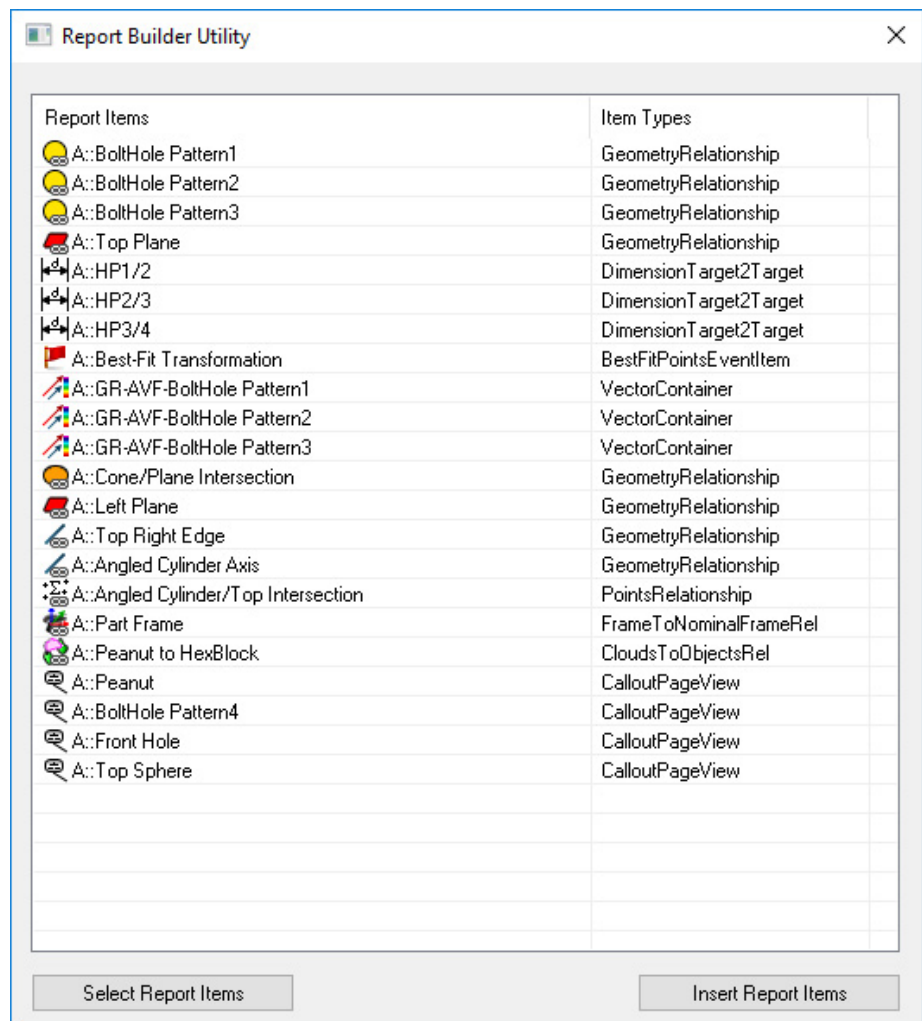 Report Builder Utility
Report Items Item Types
A::BoltHole Pattern1 GeometryRelationship
A::BoltHole Pattern2 GeometryRelationship
A::BoltHole Pattern3 GeometryRelationship
A::Top Plane GeometryRelationship
d A::HP1/2 DimensionTarget2Target
d A::HP2/3 DimensionTarget2Target
d A::HP3/4 DimensionTarget2Target
A::Best-Fit Transformation BestFitPointsEventItem
A::GR-AVF-BoltHole Pattern1 VectorContainer
A::GR-AVF-BoltHole Pattern2 VectorContainer
A::GR-AVF-BoltHole Pattern3 VectorContainer
A::Cone/Plane Intersection GeometryRelationship
A::Left Plane GeometryRelationship
A::Top Right Edge GeometryRelationship
A::Angled Cylinder Axis GeometryRelationship
Σ A::Angled Cylinder/Top Intersection PointsRelationship
A::Part Frame FrameToNominalFrameRel
A::Peanut to HexBlock CloudsToObjectsRel
A::Peanut CalloutPageView
A::BoltHole Pattern4 CalloutPageView
A::Front Hole CalloutPageView
A::Top Sphere CalloutPageView
Select Report Items Insert Report Items